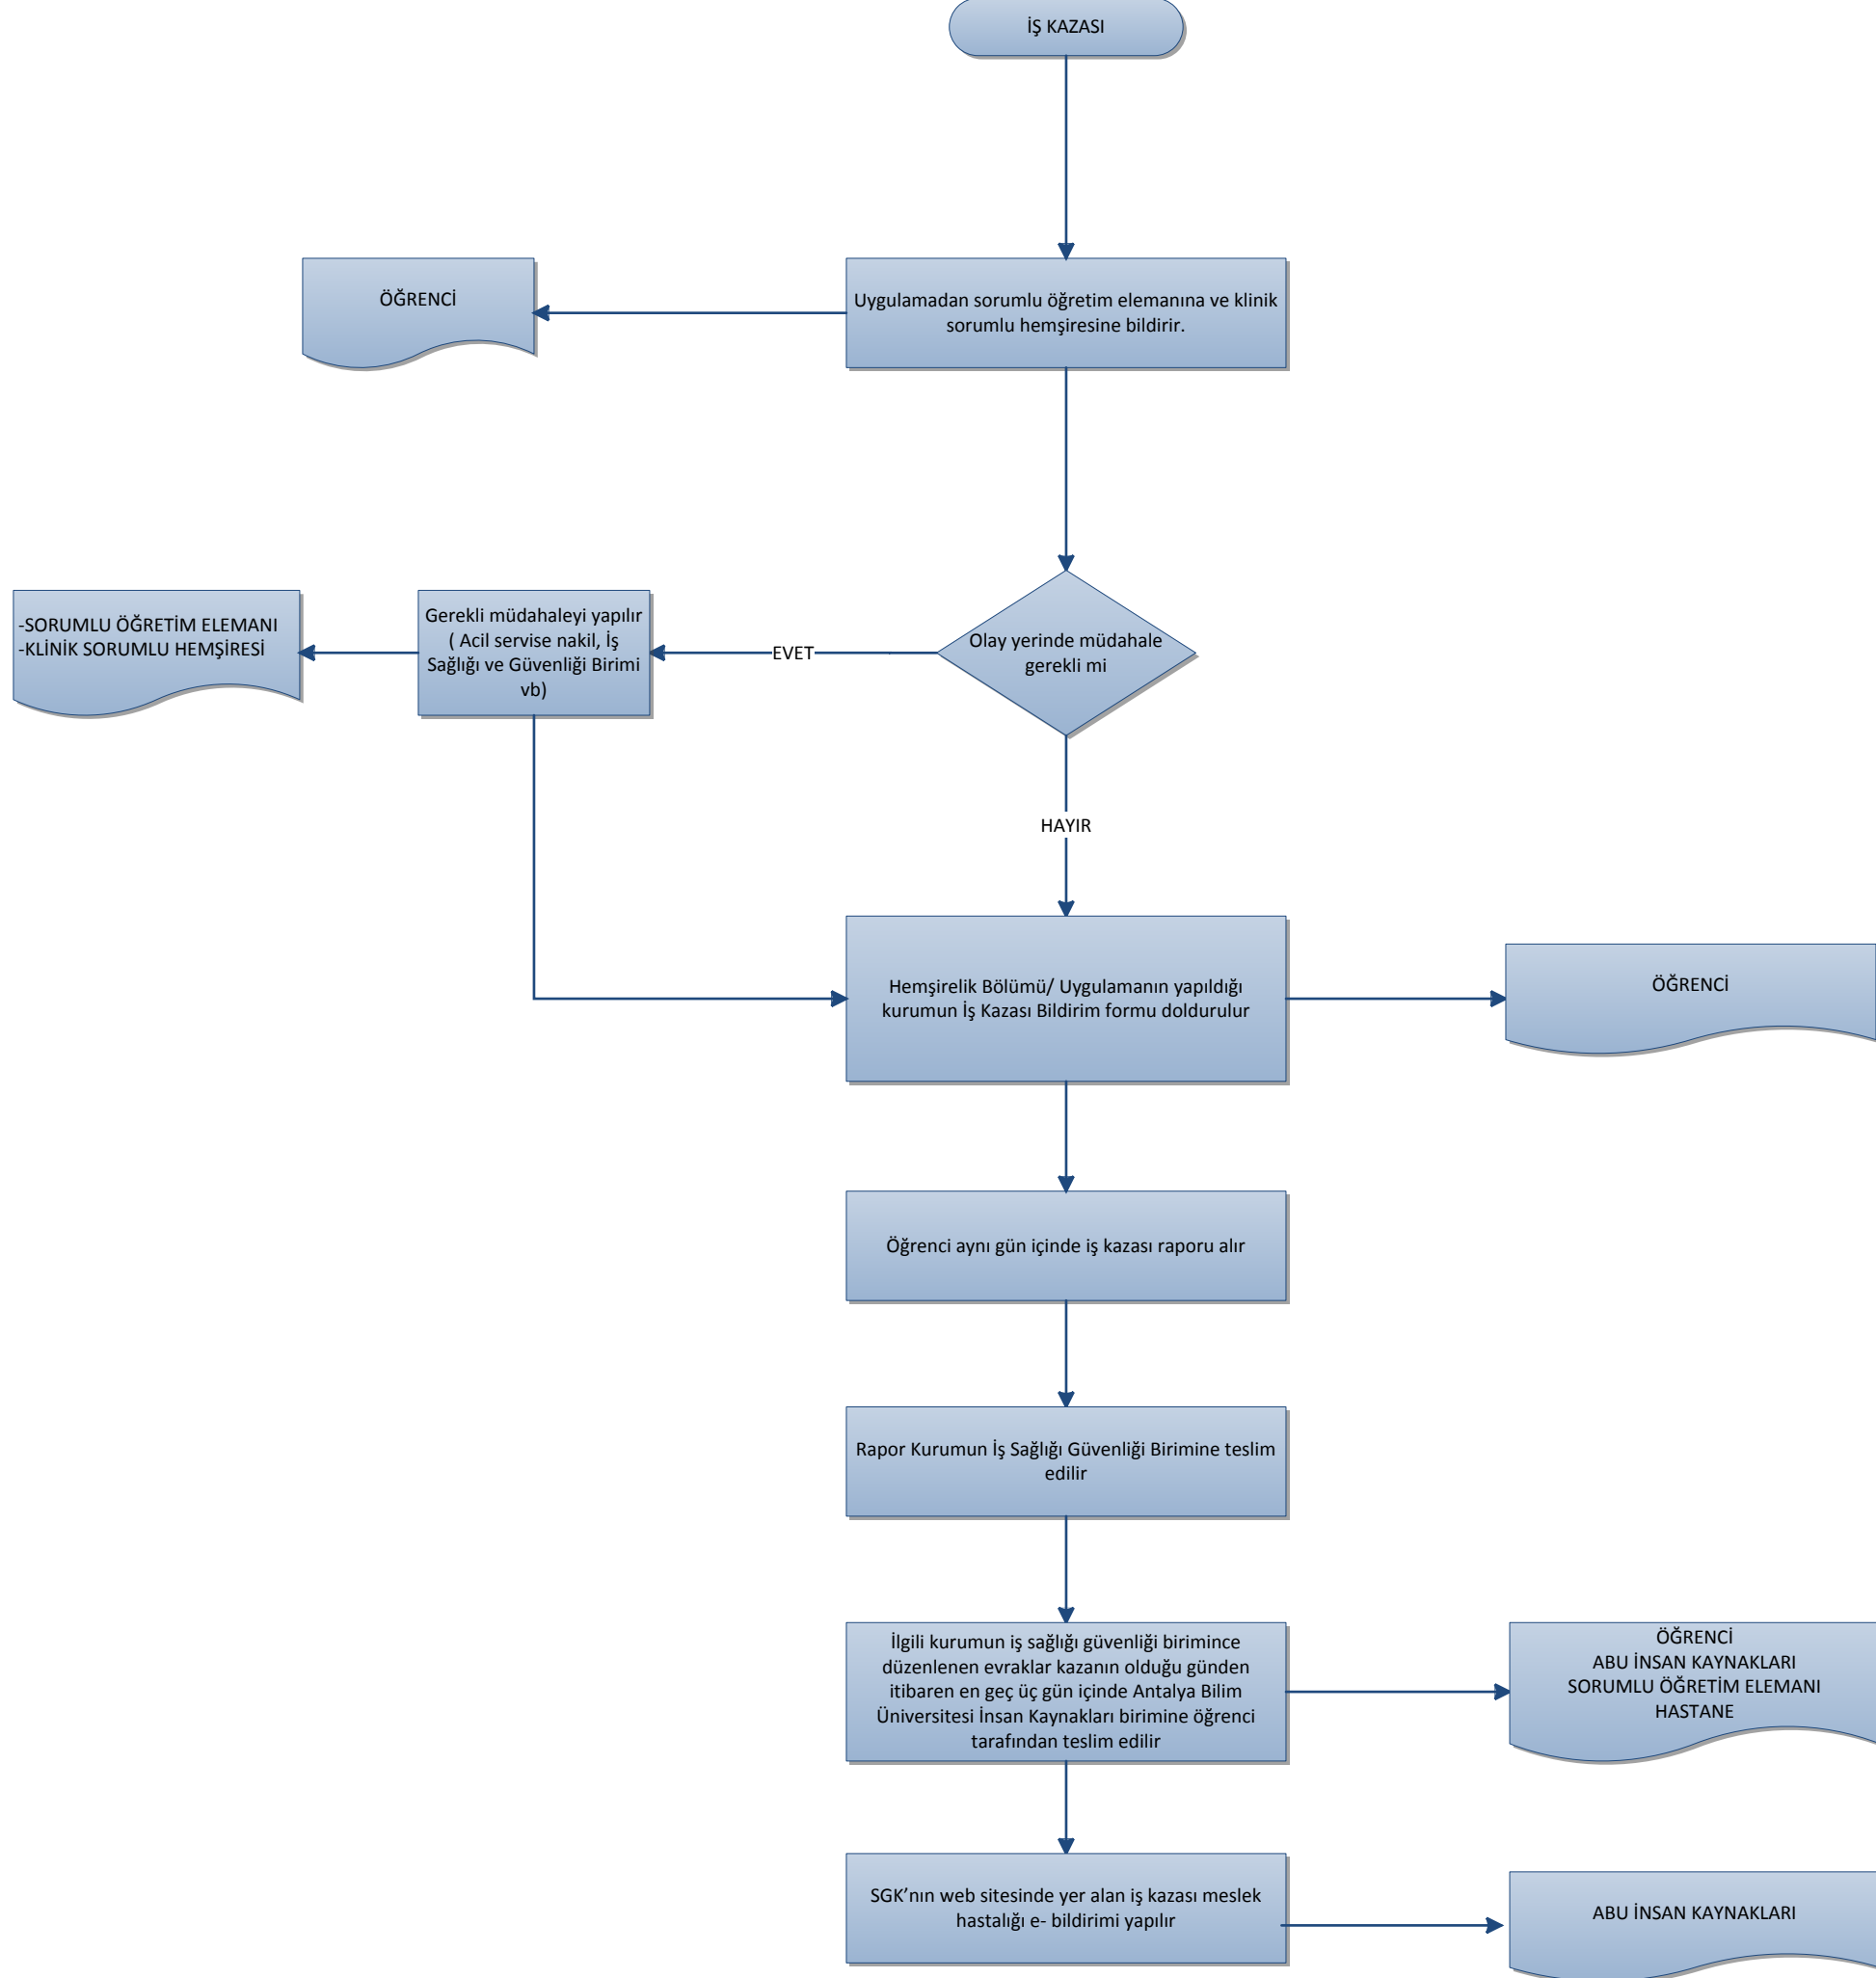 İŞ KAZASI
ÖĞRENCİ
Uygulamadan sorumlu öğretim elemanına ve klinik
sorumlu hemşiresine bildirir.
-SORUMLU ÖĞRETİM ELEMANI
-KLİNİK SORUMLU HEMŞİRESİ
Gerekli müdahaleyi yapılır
( Acil servise nakil, İş
Sağlığı ve Güvenliği Birimi
vb)
EVET
Olay yerinde müdahale
gerekli mi
HAYIR
Hemşirelik Bölümü/ Uygulamanın yapıldığı
kurumun İş Kazası Bildirim formu doldurulur
ÖĞRENCİ
Öğrenci aynı gün içinde iş kazası raporu alır
Rapor Kurumun İş Sağlığı Güvenliği Birimine teslim
edilir
İlgili kurumun iş sağlığı güvenliği birimince
düzenlenen evraklar kazanın olduğu günden
itibaren en geç üç gün içinde Antalya Bilim
Üniversitesi İnsan Kaynakları birimine öğrenci
tarafından teslim edilir
ÖĞRENCİ
ABU İNSAN KAYNAKLARI
SORUMLU ÖĞRETİM ELEMANI
HASTANE
SGK’nın web sitesinde yer alan iş kazası meslek
hastalığı e- bildirimi yapılır
ABU İNSAN KAYNAKLARI